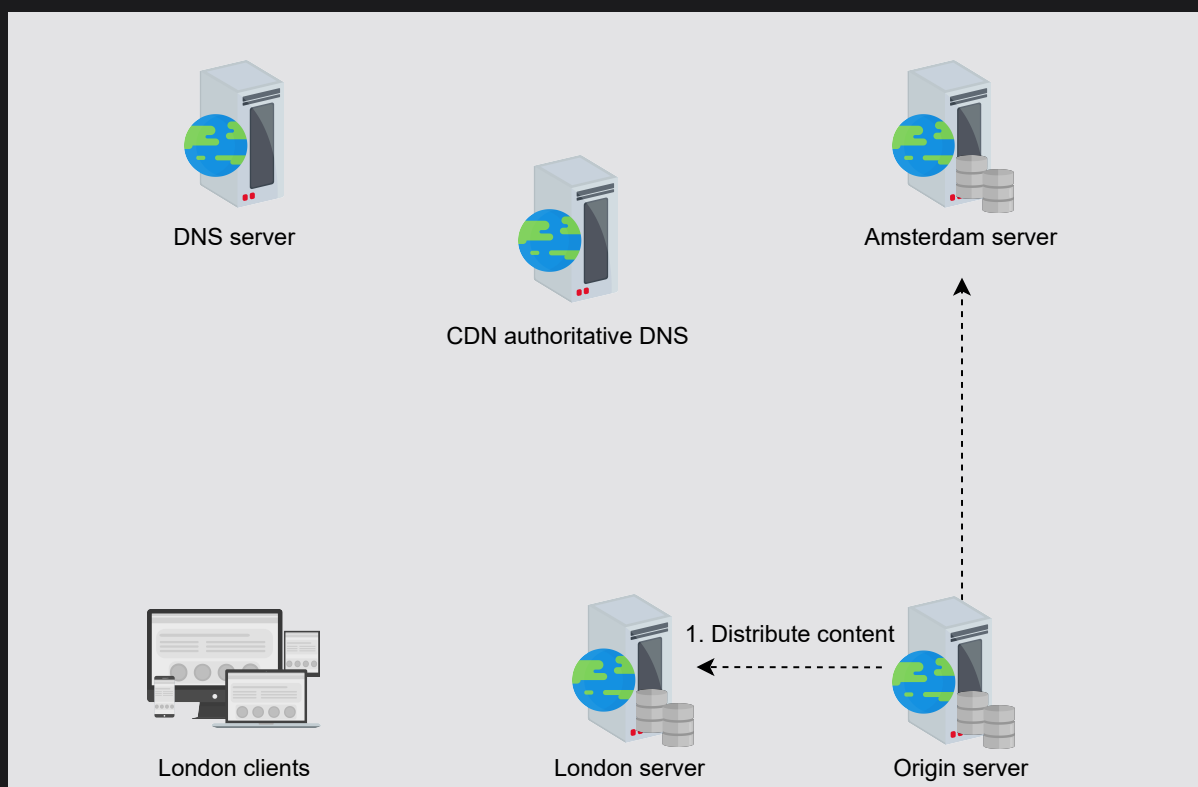 DNS server
Amsterdam server
CDN authoritative DNS
1. Distribute content
London clients
London server
Origin server